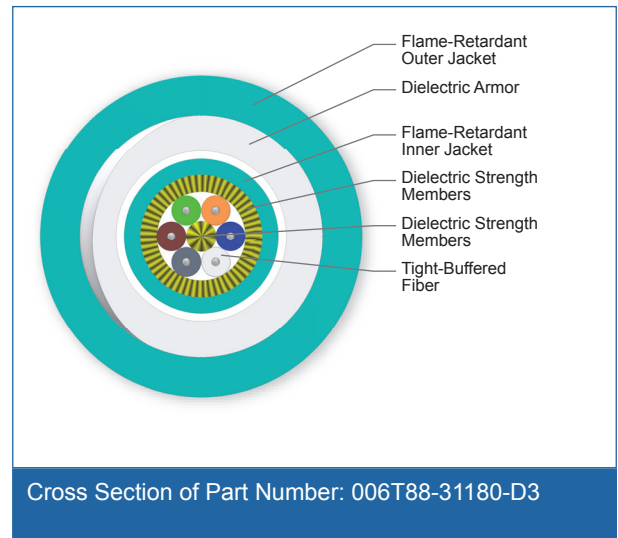 Flame-Retardant
Outer Jacket
Dielectric Armor
Flame-Retardant
Inner Jacket
Dielectric Strength
Members
Dielectric Strength
Members
Tight-Buffered
Fiber
Cross Section of Part Number: 006T88-31180-D3